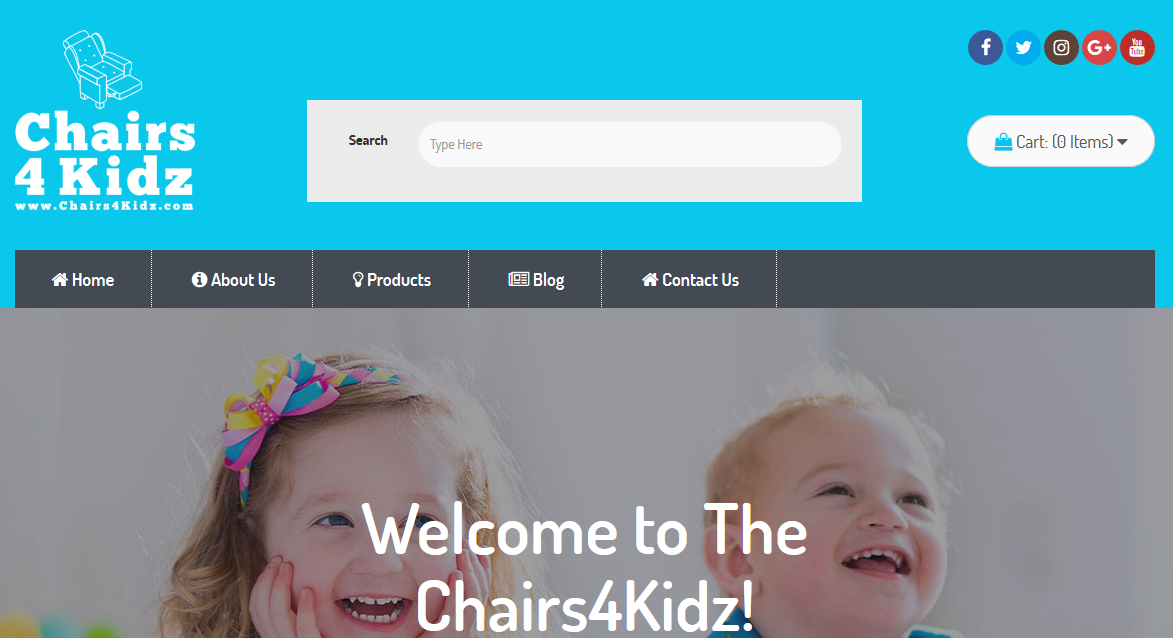 Chairs
4 Kidz
www.Chairs4Kidz.com
Search
Type Here
You
Tube
Cart: (0 Items)
Home
About Us
Products
Blog
Contact Us
Welcome to The
Chairs4Kidz!